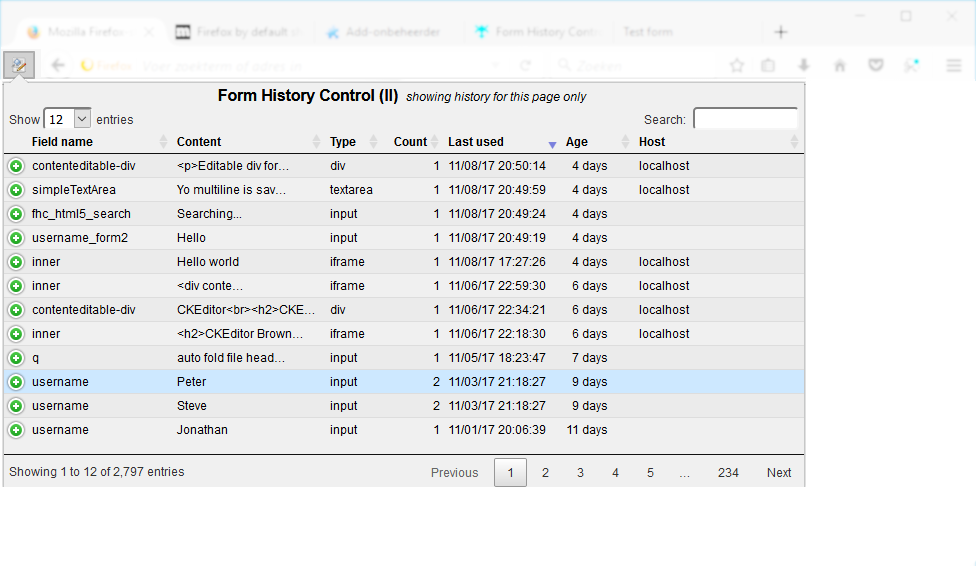 Mozilla Firefox
Firefox by default
Add-onbeheerder
Form History Cont
Test form
Firefox Voer zoekterm of adres in
Zoeken
Form History Control (II) showing history for this page only
Show 12 entries Search:
Field name Content Type Count Last used Age Host
contenteditable-div <p>Editable div for... div 1 11/08/17 20:50:14 4 days localhost
simpleTextArea Yo multiline is sav... textarea 1 11/08/17 20:49:59 4 days localhost
fhc_html5_search Searching... input 1 11/08/17 20:49:24 4 days
username_form2 Hello input 1 11/08/17 20:49:19 4 days
inner Hello world iframe 1 11/08/17 17:27:26 4 days localhost
inner <div conte... iframe 1 11/06/17 22:59:30 6 days localhost
contenteditable-div CKEditor<br><h2>CKE... div 1 11/06/17 22:34:21 6 days localhost
inner <h2>CKEditor Brown... iframe 1 11/06/17 22:18:30 6 days localhost
q auto fold file head... input 1 11/05/17 18:23:47 7 days
username Peter input 2 11/03/17 21:18:27 9 days
username Steve input 2 11/03/17 21:18:27 9 days
username Jonathan input 1 11/01/17 20:06:39 11 days
Showing 1 to 12 of 2,797 entries Previous 1 2 3 4 5 ... 234 Next